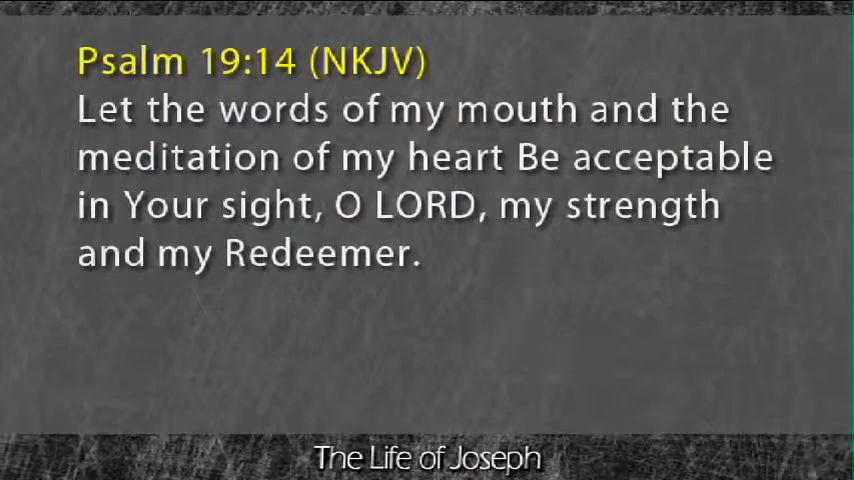 Psalm 19:14 (NKJV)
Let the words of my mouth and the
meditation of my heart Be acceptable
in Your sight, O LORD, my strength
and my Redeemer.
The Life of Joseph